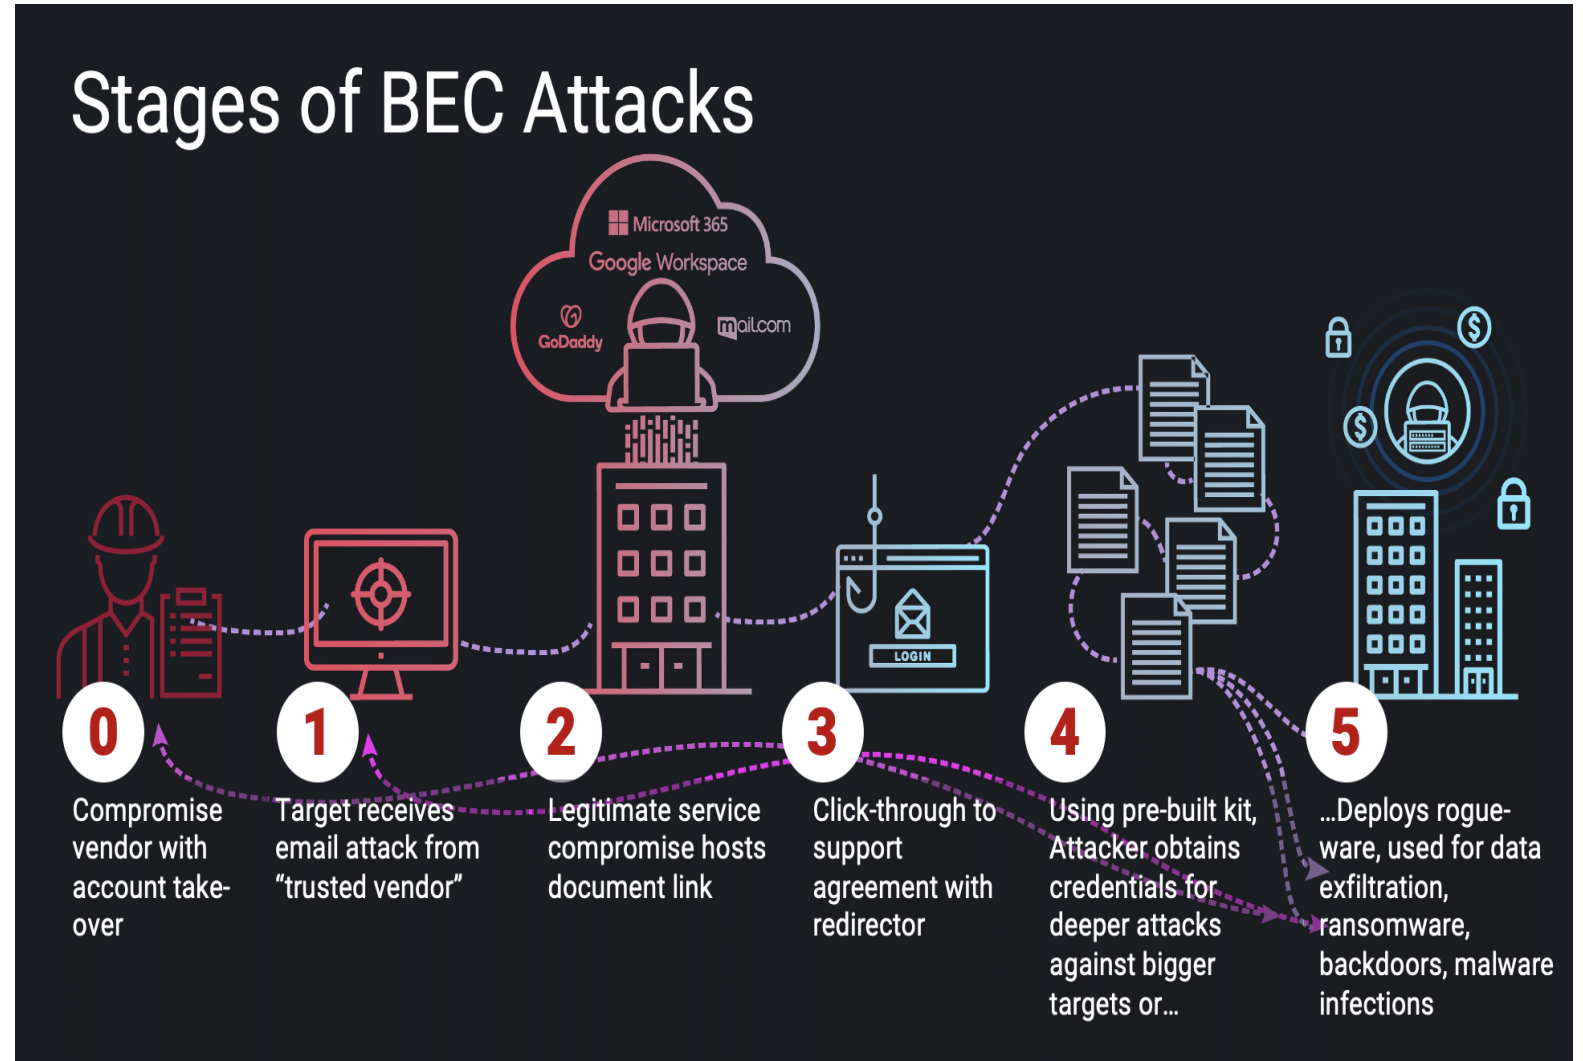 Stages of BEC Attacks
Microsoft 365
Google Workspace
GoDaddy
mail.com
LOGIN
0
Compromise
vendor with
account take-
over
1
Target receives
email attack from
“trusted vendor”
2
Legitimate service
compromise hosts
document link
3
Click-through to
support
agreement with
redirector
4
Using pre-built kit,
Attacker obtains
credentials for
deeper attacks
against bigger
targets or…
5
…Deploys rogue-
ware, used for data
exfiltration,
ransomware,
backdoors, malware
infections
$
$